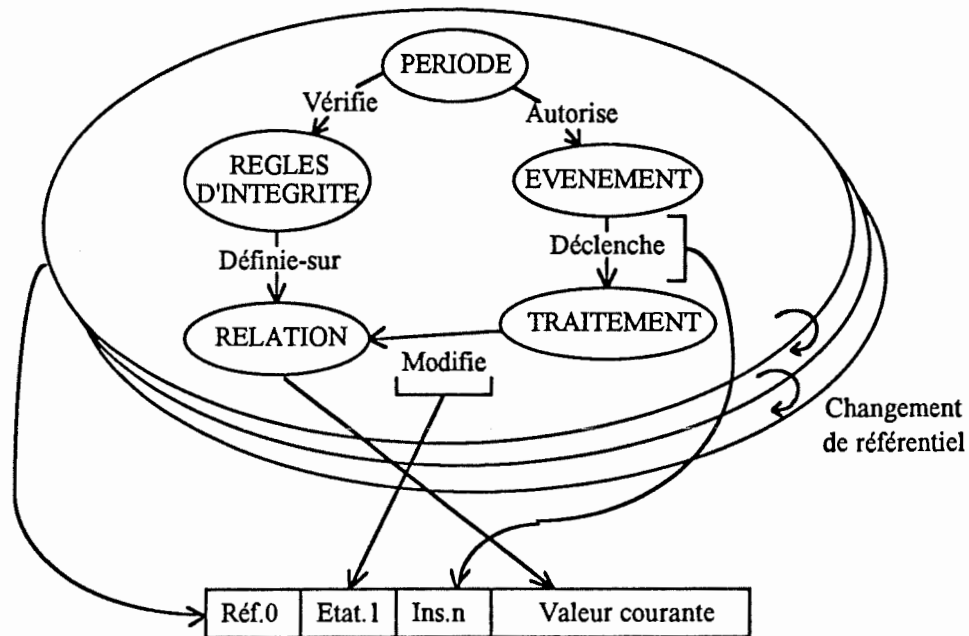 PERIODE
Vérifie
Autorise
REGLES
D'INTEGRITE
EVENEMENT
Définie-sur
Déclenche
RELATION
TRAITEMENT
Modifie
Changement
de référentiel
Réf.0
Etat.1
Ins.n
Valeur courante